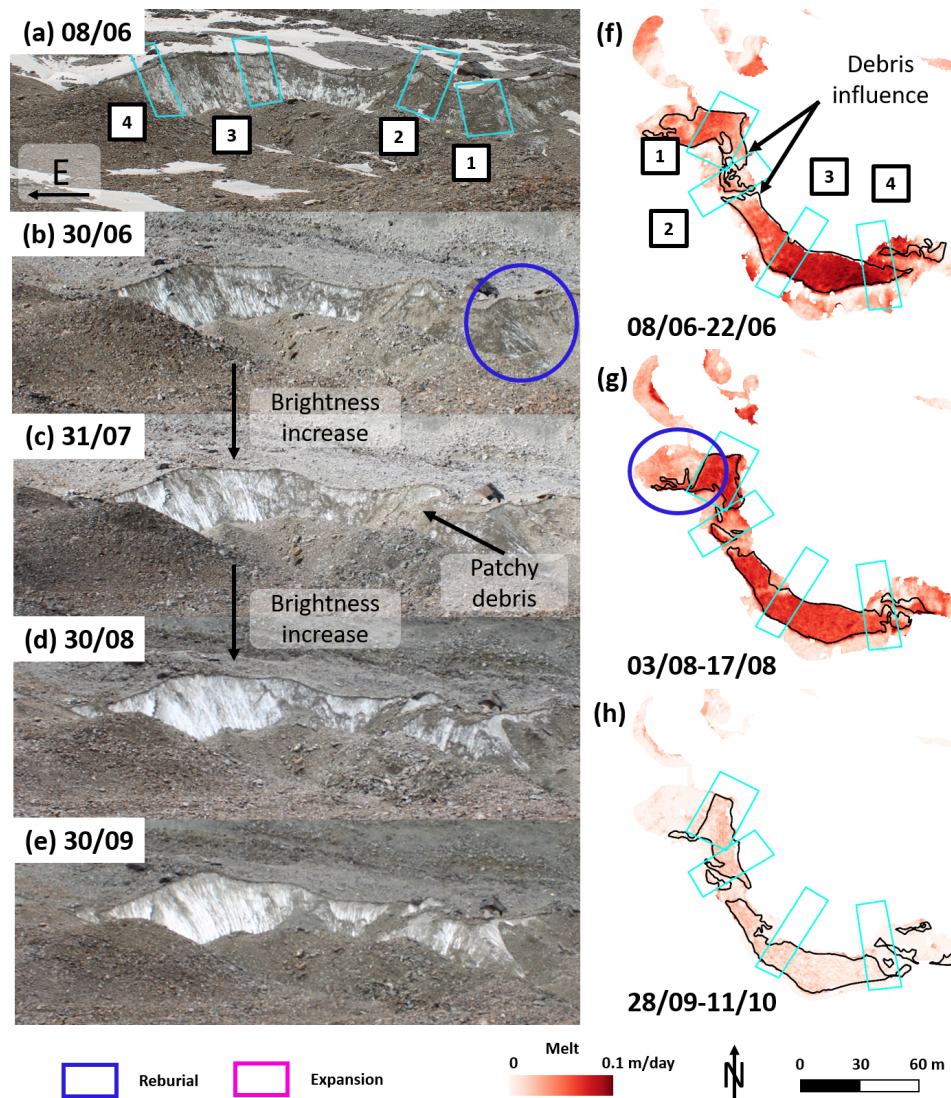 (a) 08/06
4
3
2
1
E
(b) 30/06
Brightness
increase
(c) 31/07
Patchy
debris
Brightness
increase
(d) 30/08
(e) 30/09
(f)
Debris
influence
1
2
3
4
08/06-22/06
(g)
03/08-17/08
(h)
28/09-11/10
Reburial
Expansion
Melt
0
0.1 m/day
N
0 30 60 m